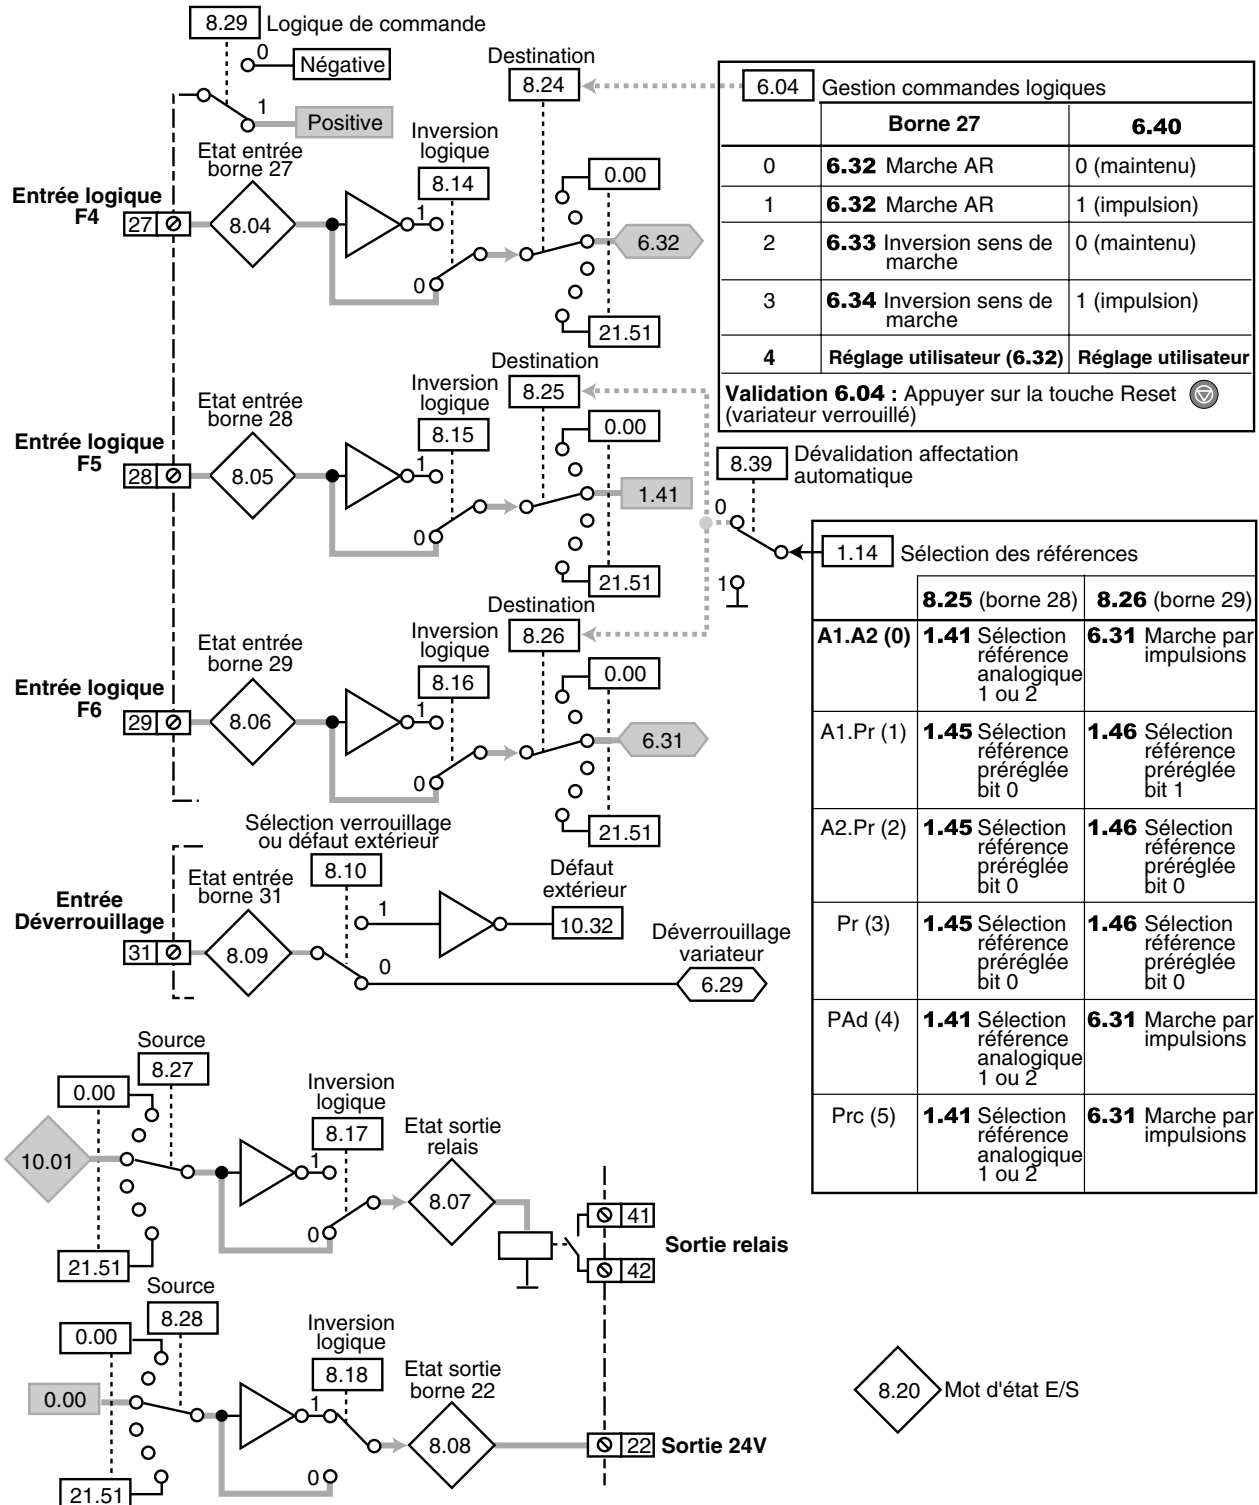 8.29 Logique de commande
0
Négative
1
Positive
Destination
8.24
Inversion
logique
8.14
Etat entrée
borne 27
Entrée logique
F4
27
8.04
1
0
0.00
6.32
21.51
6.04 Gestion commandes logiques
Borne 27 6.40
0 6.32 Marche AR 0 (maintenu)
1 6.32 Marche AR 1 (impulsion)
2 6.33 Inversion sens de 0 (maintenu)
marche
3 6.34 Inversion sens de 1 (impulsion)
marche
4 Réglage utilisateur (6.32) Réglage utilisateur
Validation 6.04 : Appuyer sur la touche Reset
(variateur verrouillé)
Destination
8.25
Inversion
logique
8.15
Etat entrée
borne 28
Entrée logique
F5
28
8.05
1
0
0.00
1.41
21.51
8.39 Dévalidation affectation
automatique
0
1
1.14 Sélection des références
8.25 (borne 28) 8.26 (borne 29)
A1.A2 (0) 1.41 Sélection 6.31 Marche par
référence impulsions
analogique
1 ou 2
A1.Pr (1) 1.45 Sélection 1.46 Sélection
référence référence
préréglée préréglée
bit 0 bit 1
A2.Pr (2) 1.45 Sélection 1.46 Sélection
référence référence
préréglée préréglée
bit 0 bit 0
Pr (3) 1.45 Sélection 1.46 Sélection
référence référence
préréglée préréglée
bit 0 bit 0
PAd (4) 1.41 Sélection 6.31 Marche par
référence impulsions
analogique
1 ou 2
Prc (5) 1.41 Sélection 6.31 Marche par
référence impulsions
analogique
1 ou 2
Destination
8.26
Inversion
logique
8.16
Etat entrée
borne 29
Entrée logique
F6
29
8.06
1
0
0.00
6.31
21.51
Sélection verrouillage
ou défaut extérieur
8.10
Etat entrée
borne 31
Entrée
Déverrouillage
31
8.09
1
0
Défaut
extérieur
10.32
Déverrouillage
variateur
6.29
Source
8.27
0.00
10.01
21.51
Inversion
logique
8.17
1
0
Etat sortie
relais
8.07
41
42
Sortie relais
Source
8.28
0.00
0.00
21.51
Inversion
logique
8.18
1
0
Etat sortie
borne 22
8.08
22 Sortie 24V
8.20 Mot d'état E/S